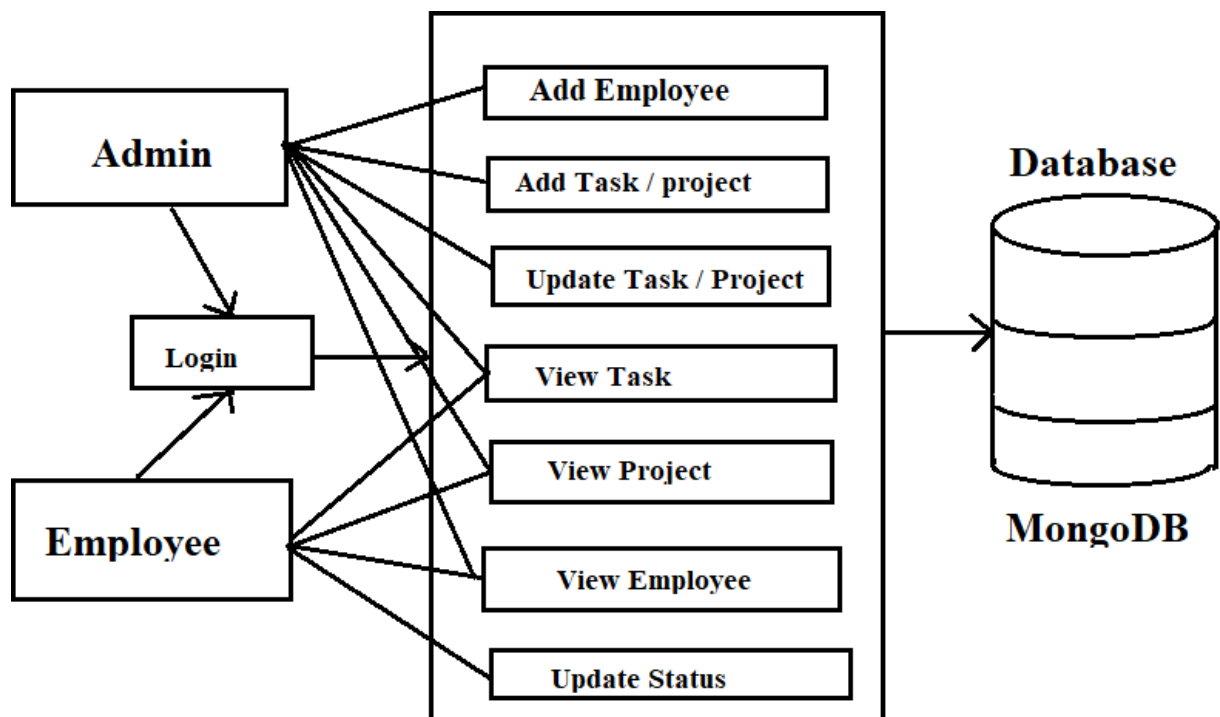 Admin
Login
Employee
Add Employee
Add Task / project
Update Task / Project
View Task
View Project
View Employee
Update Status
Database
MongoDB